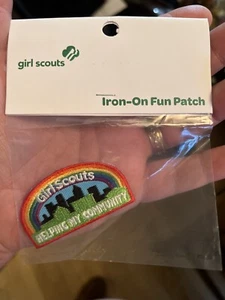 girl scouts
Iron-On Fun Patch
Girl Scouts
HELPING MY COMMUNITY